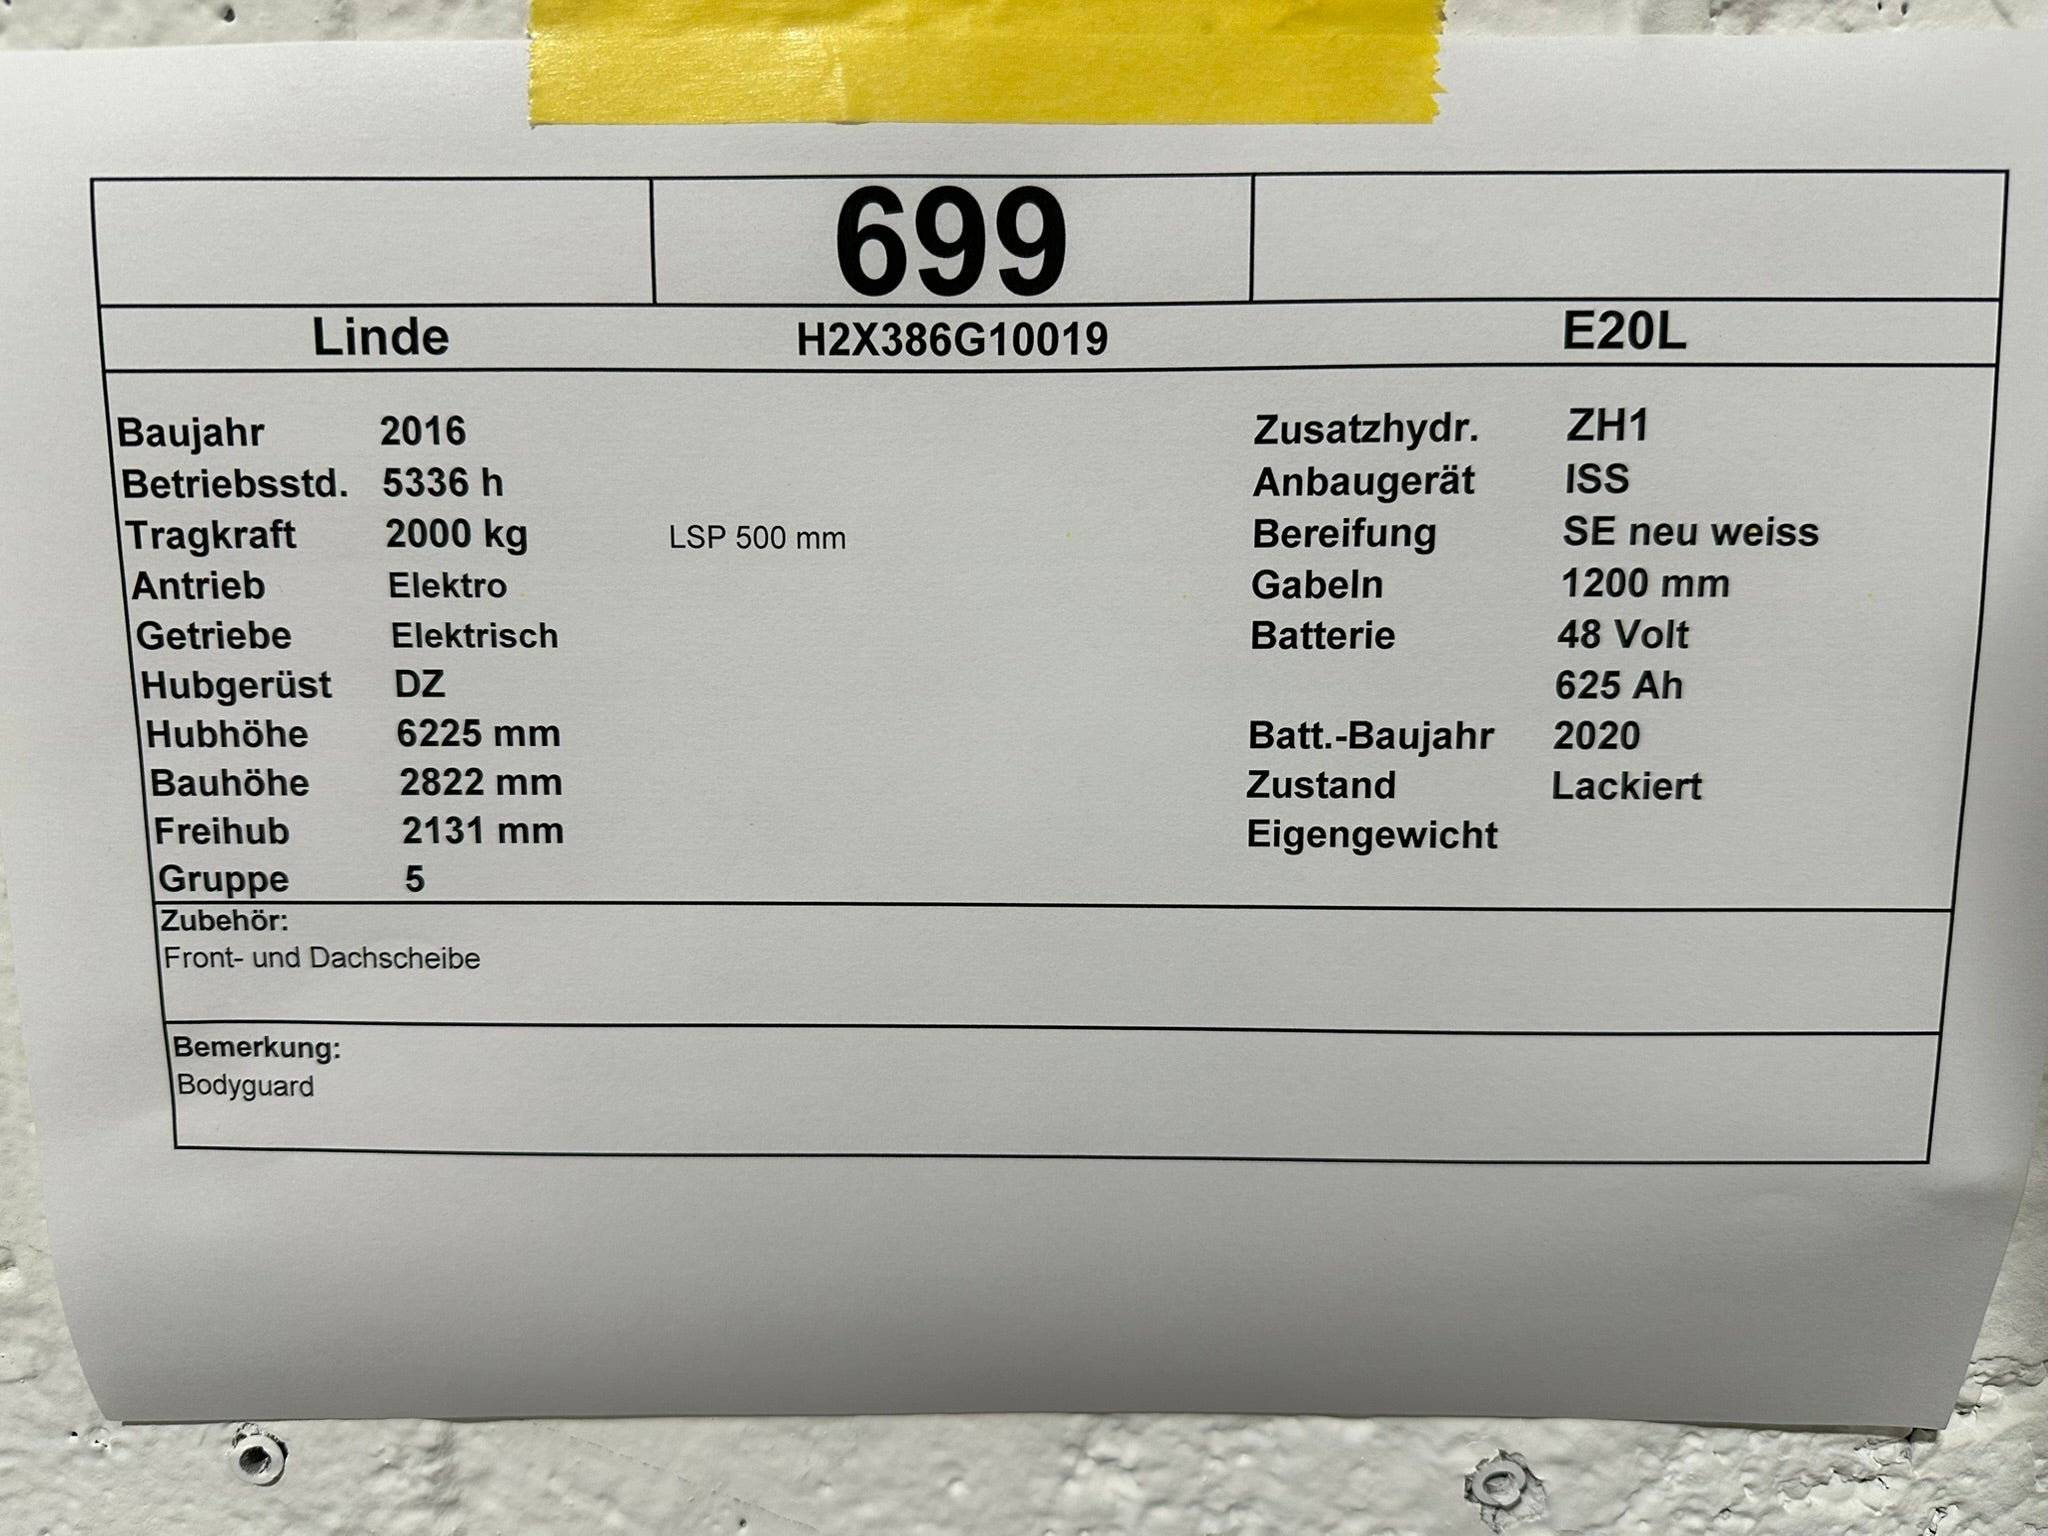 699
Linde H2X386G10019 E20L
Baujahr 2016 Zusatzhydr. ZH1
Betriebsstd. 5336 h Anbaugerät ISS
Tragkraft 2000 kg LSP 500 mm Bereifung SE neu weiss
Antrieb Elektro Gabeln 1200 mm
Getriebe Elektrisch Batterie 48 Volt
Hubgerüst DZ 625 Ah
Hubhöhe 6225 mm Batt.-Baujahr 2020
Bauhöhe 2822 mm Zustand Lackiert
Freihub 2131 mm Eigengewicht
Gruppe 5
Zubehör:
Front- und Dachscheibe
Bemerkung:
Bodyguard